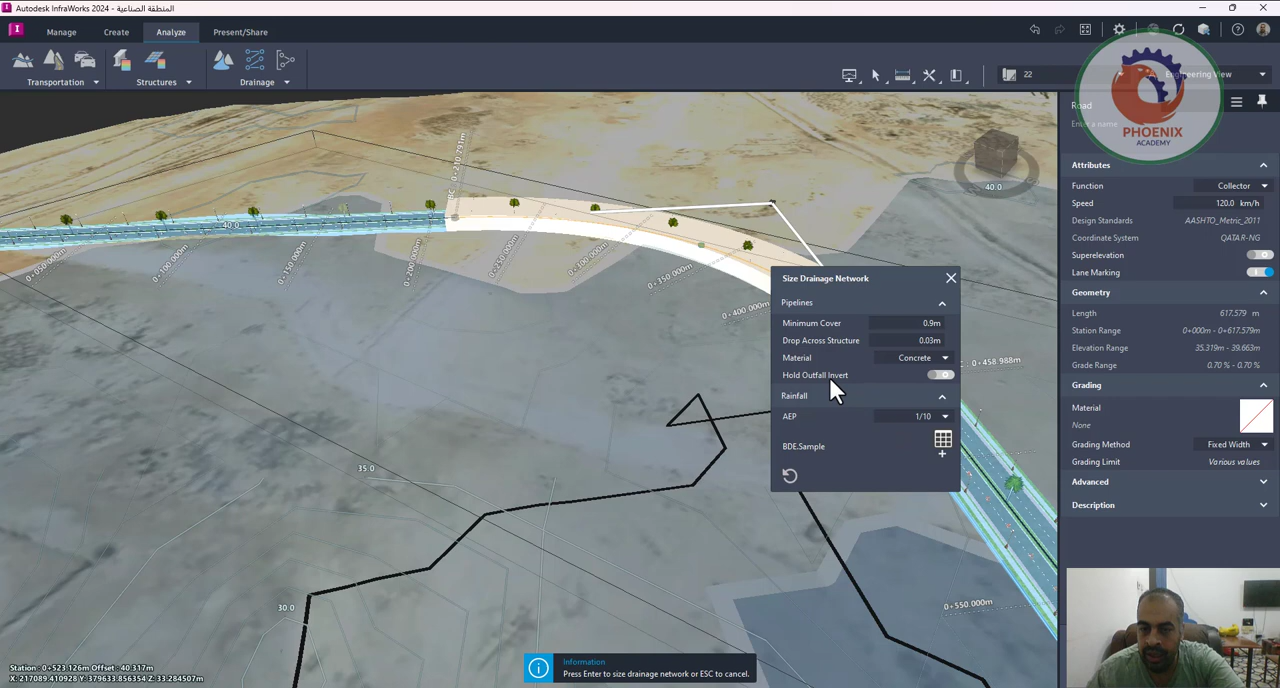 Autodesk InfraWorks 2024 - المنطقة الصناعية
Manage
Create
Analyze
Present/Share
Transportation
Structures
Drainage
22
Engineering View
PHOENIX
ACADEMY
Road
Enter a name
Attributes
Function Collector
Speed 120.0 km/h
Design Standards AASHTO_Metric_2011
Coordinate System QATAR-NG
Superelevation
Lane Marking
Geometry
Length 617.579 m
Station Range 0+000m - 0+617.579m
Elevation Range 35.319m - 39.663m
Grade Range 0.70 % - 0.70 %
Grading
Material
None
Grading Method Fixed Width
Grading Limit Various values
Advanced
Description
BC : 0+210.791m
40.0
40.0
0+050.000m
0+100.000m
0+150.000m
0+200.000m
0+250.000m
0+300.000m
0+350.000m
0+400.000m
: 0+458.988m
0+550.000m
35.0
30.0
Size Drainage Network
Pipelines
Minimum Cover 0.9m
Drop Across Structure 0.03m
Material Concrete
Hold Outfall Invert
Rainfall
AEP 1/10
BDE.Sample
Information
Press Enter to size drainage network or ESC to cancel.
Station : 0+523.126m Offset : 40.317m
X: 217089.410928 Y: 379633.856354 Z: 33.284507m